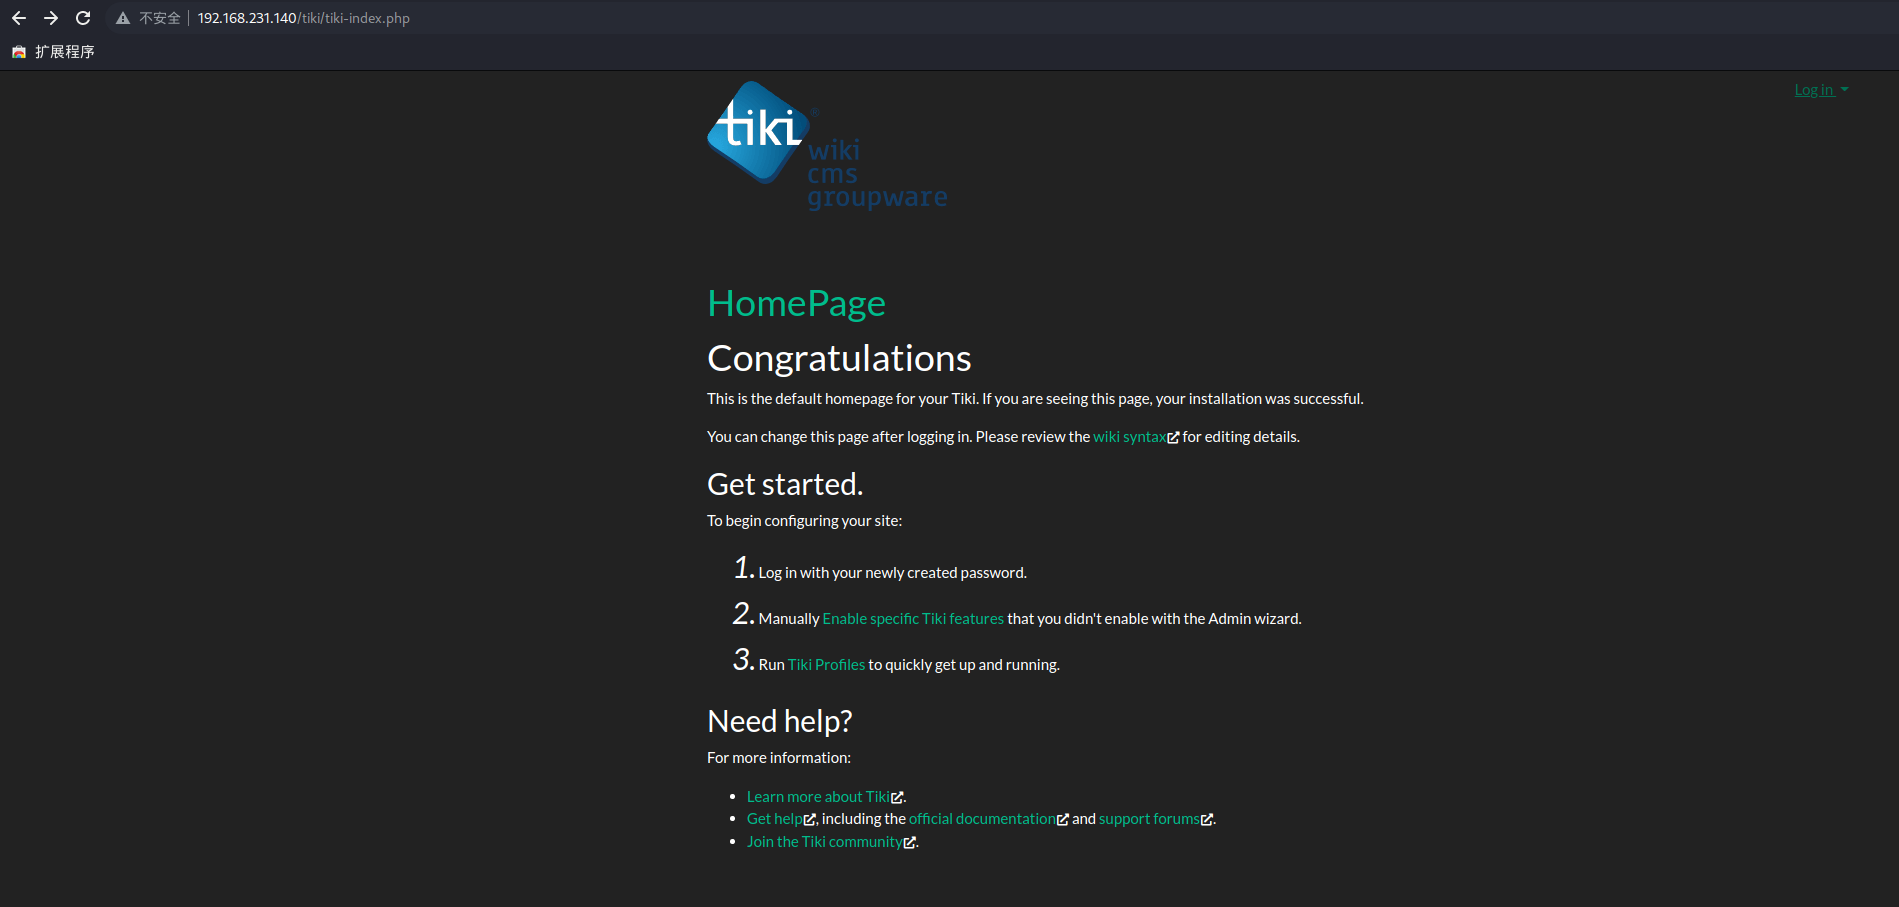 不安全 192.168.231.140/tiki/tiki-index.php
扩展程序
Log in
tiki ®
wiki
cms
groupware
HomePage
Congratulations
This is the default homepage for your Tiki. If you are seeing this page, your installation was successful.
You can change this page after logging in. Please review the wiki syntax for editing details.
Get started.
To begin configuring your site:
1. Log in with your newly created password.
2. Manually Enable specific Tiki features that you didn't enable with the Admin wizard.
3. Run Tiki Profiles to quickly get up and running.
Need help?
For more information:
• Learn more about Tiki.
• Get help, including the official documentation and support forums.
• Join the Tiki community.